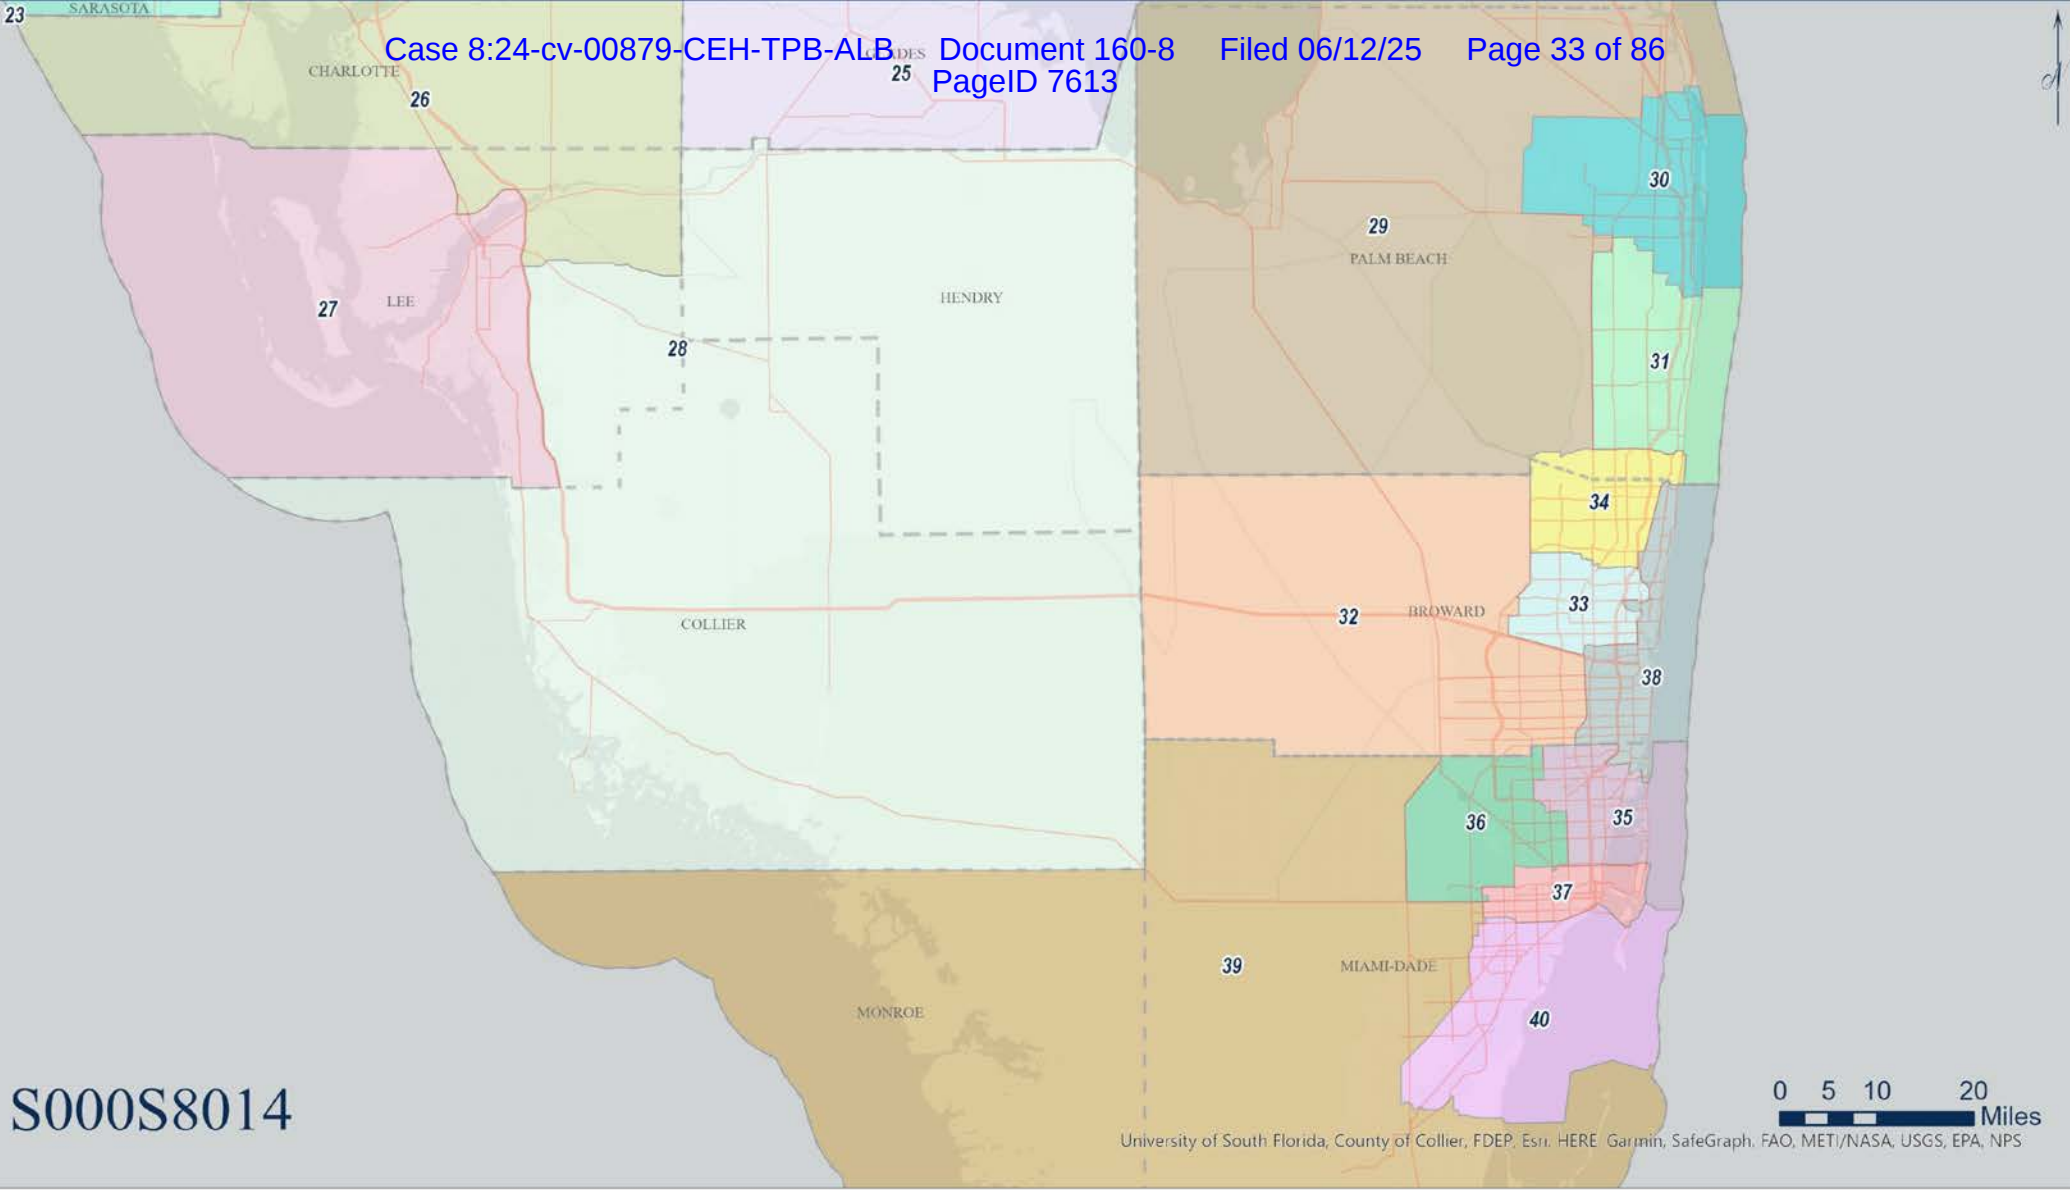 23
SARASOTA
Case 8:24-cv-00879-CEH-TPB-ALB Document 160-8 Filed 06/12/25 Page 33 of 86
PageID 7613
CHARLOTTE
26
25
30
29
PALM BEACH
27
LEE
HENDRY
28
31
34
33
32
BROWARD
COLLIER
38
36
35
37
39
MIAMI-DADE
MONROE
40
S000S8014
0 5 10 20
Miles
University of South Florida, County of Collier, FDEP, Esri, HERE, Garmin, SafeGraph, FAO, METI/NASA, USGS, EPA, NPS